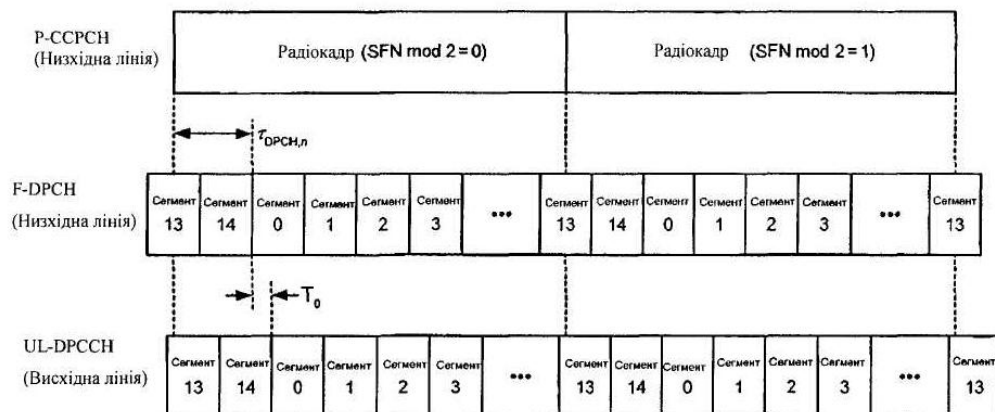 P-CCPCH
(Низхідна лінія)
Радіокадр (SFN mod 2 = 0)
Радіокадр (SFN mod 2 = 1)
τDPCH,n
F-DPCH
(Низхідна лінія)
Сегмент 13 Сегмент 14 Сегмент 0 Сегмент 1 Сегмент 2 Сегмент 3 ••• Сегмент 13 Сегмент 14 Сегмент 0 Сегмент 1 Сегмент 2 Сегмент 3 ••• Сегмент 13
T0
UL-DPCCH
(Висхідна лінія)
Сегмент 13 Сегмент 14 Сегмент 0 Сегмент 1 Сегмент 2 Сегмент 3 ••• Сегмент 13 Сегмент 14 Сегмент 0 Сегмент 1 Сегмент 2 Сегмент 3 ••• Сегмент 13